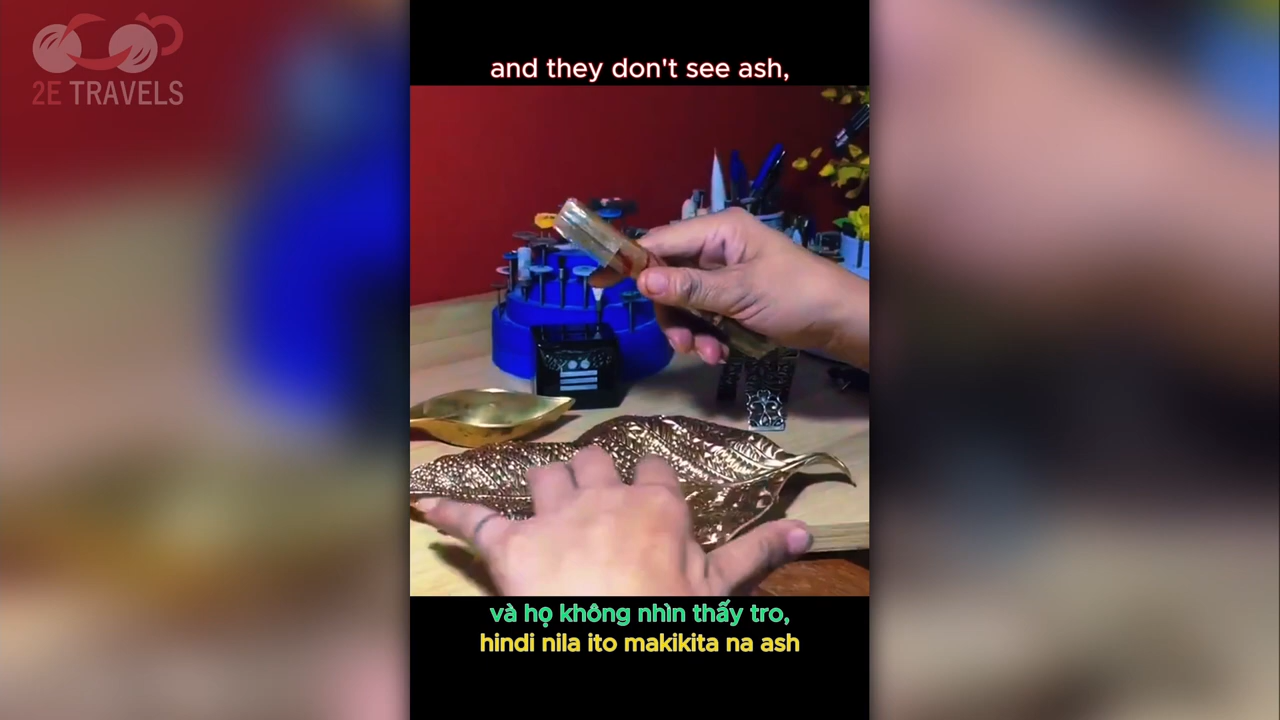 2E TRAVELS
and they don't see ash,
và họ không nhìn thấy tro,
hindi nila ito makikita na ash